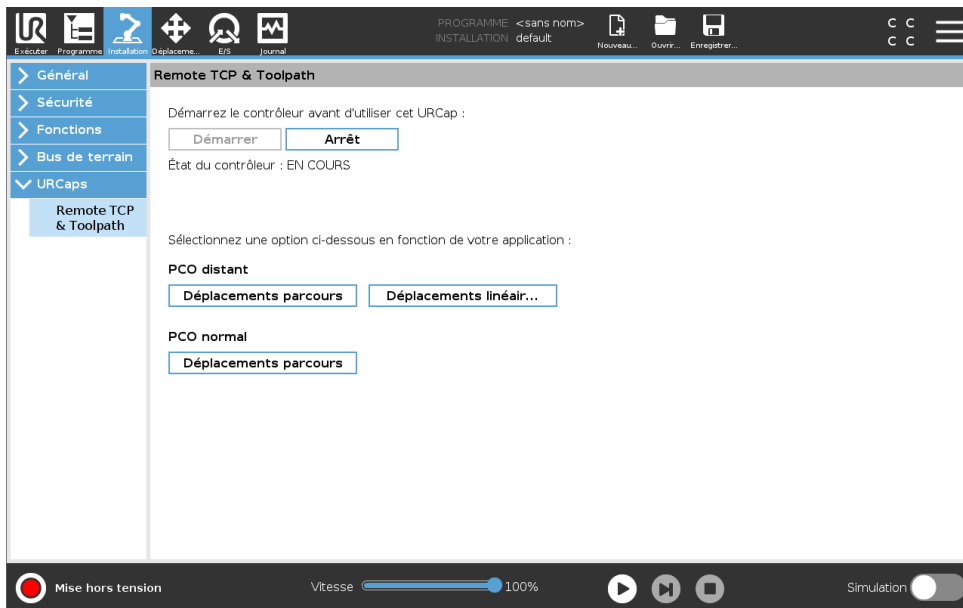 PROGRAMME <sans nom>
INSTALLATION default
UR
Exécuter
Programme
Installation
Déplaceme...
E/S
Journal
Nouveau...
Ouvrir...
Enregistrer...
C C
C C
Général
Sécurité
Fonctions
Bus de terrain
URCaps
Remote TCP
& Toolpath
Remote TCP & Toolpath
Démarrez le contrôleur avant d'utiliser cet URCap :
Démarrer
Arrêt
État du contrôleur : EN COURS
Sélectionnez une option ci-dessous en fonction de votre application :
PCO distant
Déplacements parcours
Déplacements linéair...
PCO normal
Déplacements parcours
Mise hors tension
Vitesse
100%
Simulation